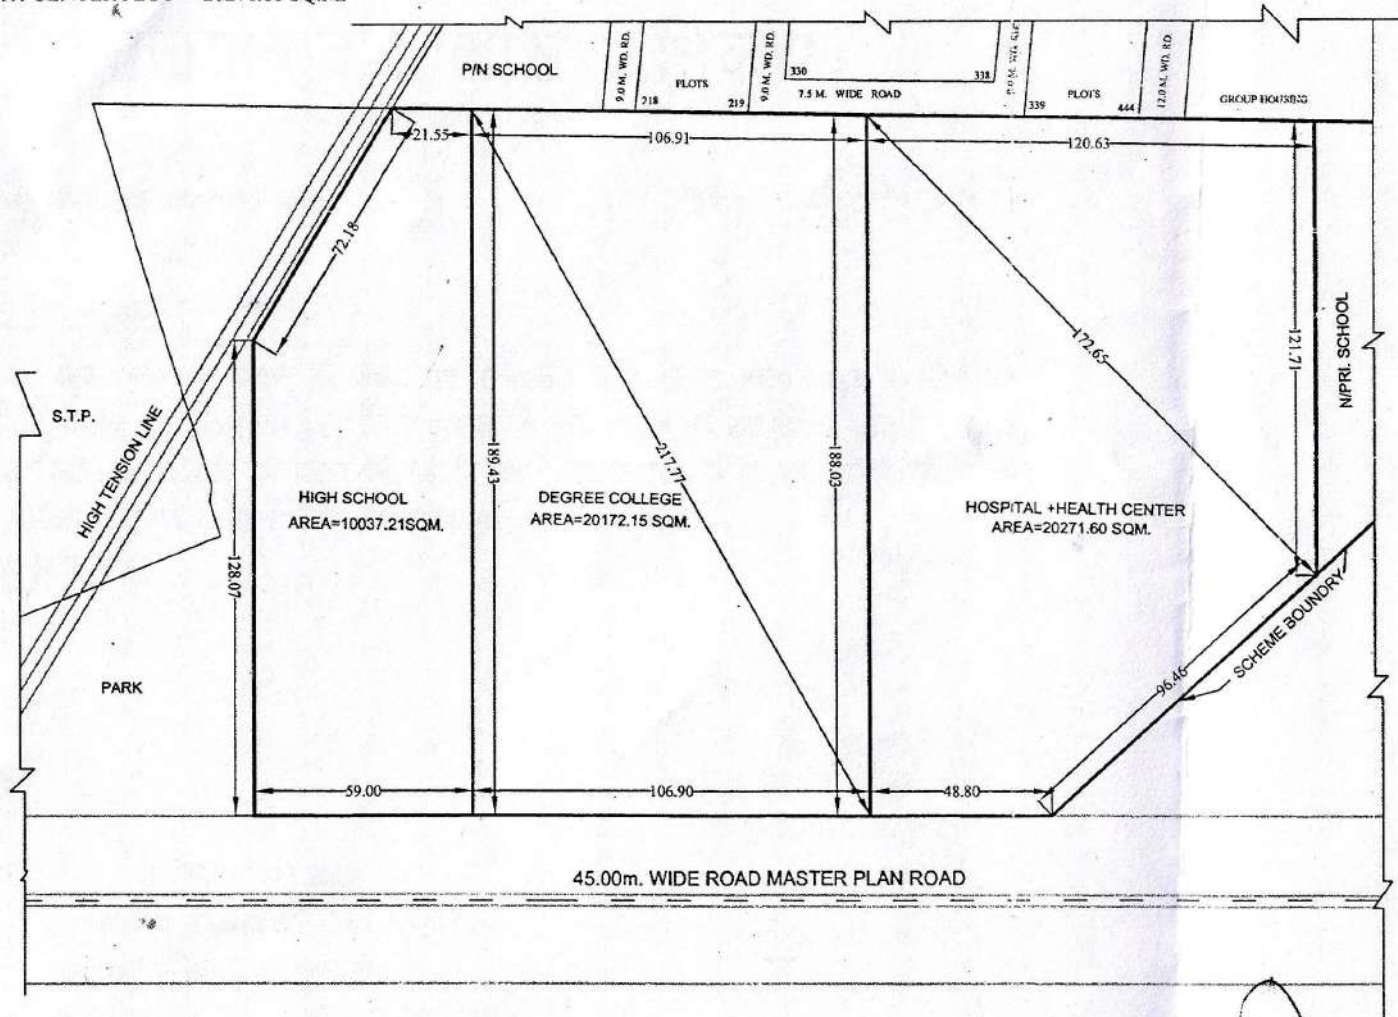 P/N SCHOOL
9.0 M. WD. RD.
218
PLOTS
219
9.0 M. WD. RD.
330
338
7.5 M. WIDE ROAD
339
PLOTS
444
12.0 M. WD. RD.
GROUP HOUSING
21.55
106.91
120.63
72.18
172.65
121.71
N/PRI. SCHOOL
S.T.P.
HIGH TENSION LINE
128.07
HIGH SCHOOL
AREA=10037.21SQM.
189.43
DEGREE COLLEGE
AREA=20172.15 SQM.
217.77
188.03
HOSPITAL +HEALTH CENTER
AREA=20271.60 SQM.
SCHEME BOUNDRY
96.46
PARK
59.00
106.90
48.80
45.00m. WIDE ROAD MASTER PLAN ROAD